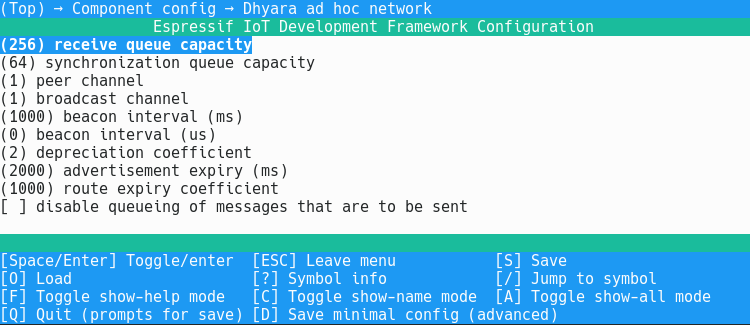 (Top) → Component config → Dhyara ad hoc network
Espressif IoT Development Framework Configuration
(256) receive queue capacity
(64) synchronization queue capacity
(1) peer channel
(1) broadcast channel
(1000) beacon interval (ms)
(0) beacon interval (us)
(2) depreciation coefficient
(2000) advertisement expiry (ms)
(1000) route expiry coefficient
[ ] disable queueing of messages that are to be sent
[Space/Enter] Toggle/enter [ESC] Leave menu [S] Save
[O] Load [?] Symbol info [/] Jump to symbol
[F] Toggle show-help mode [C] Toggle show-name mode [A] Toggle show-all mode
[Q] Quit (prompts for save) [D] Save minimal config (advanced)